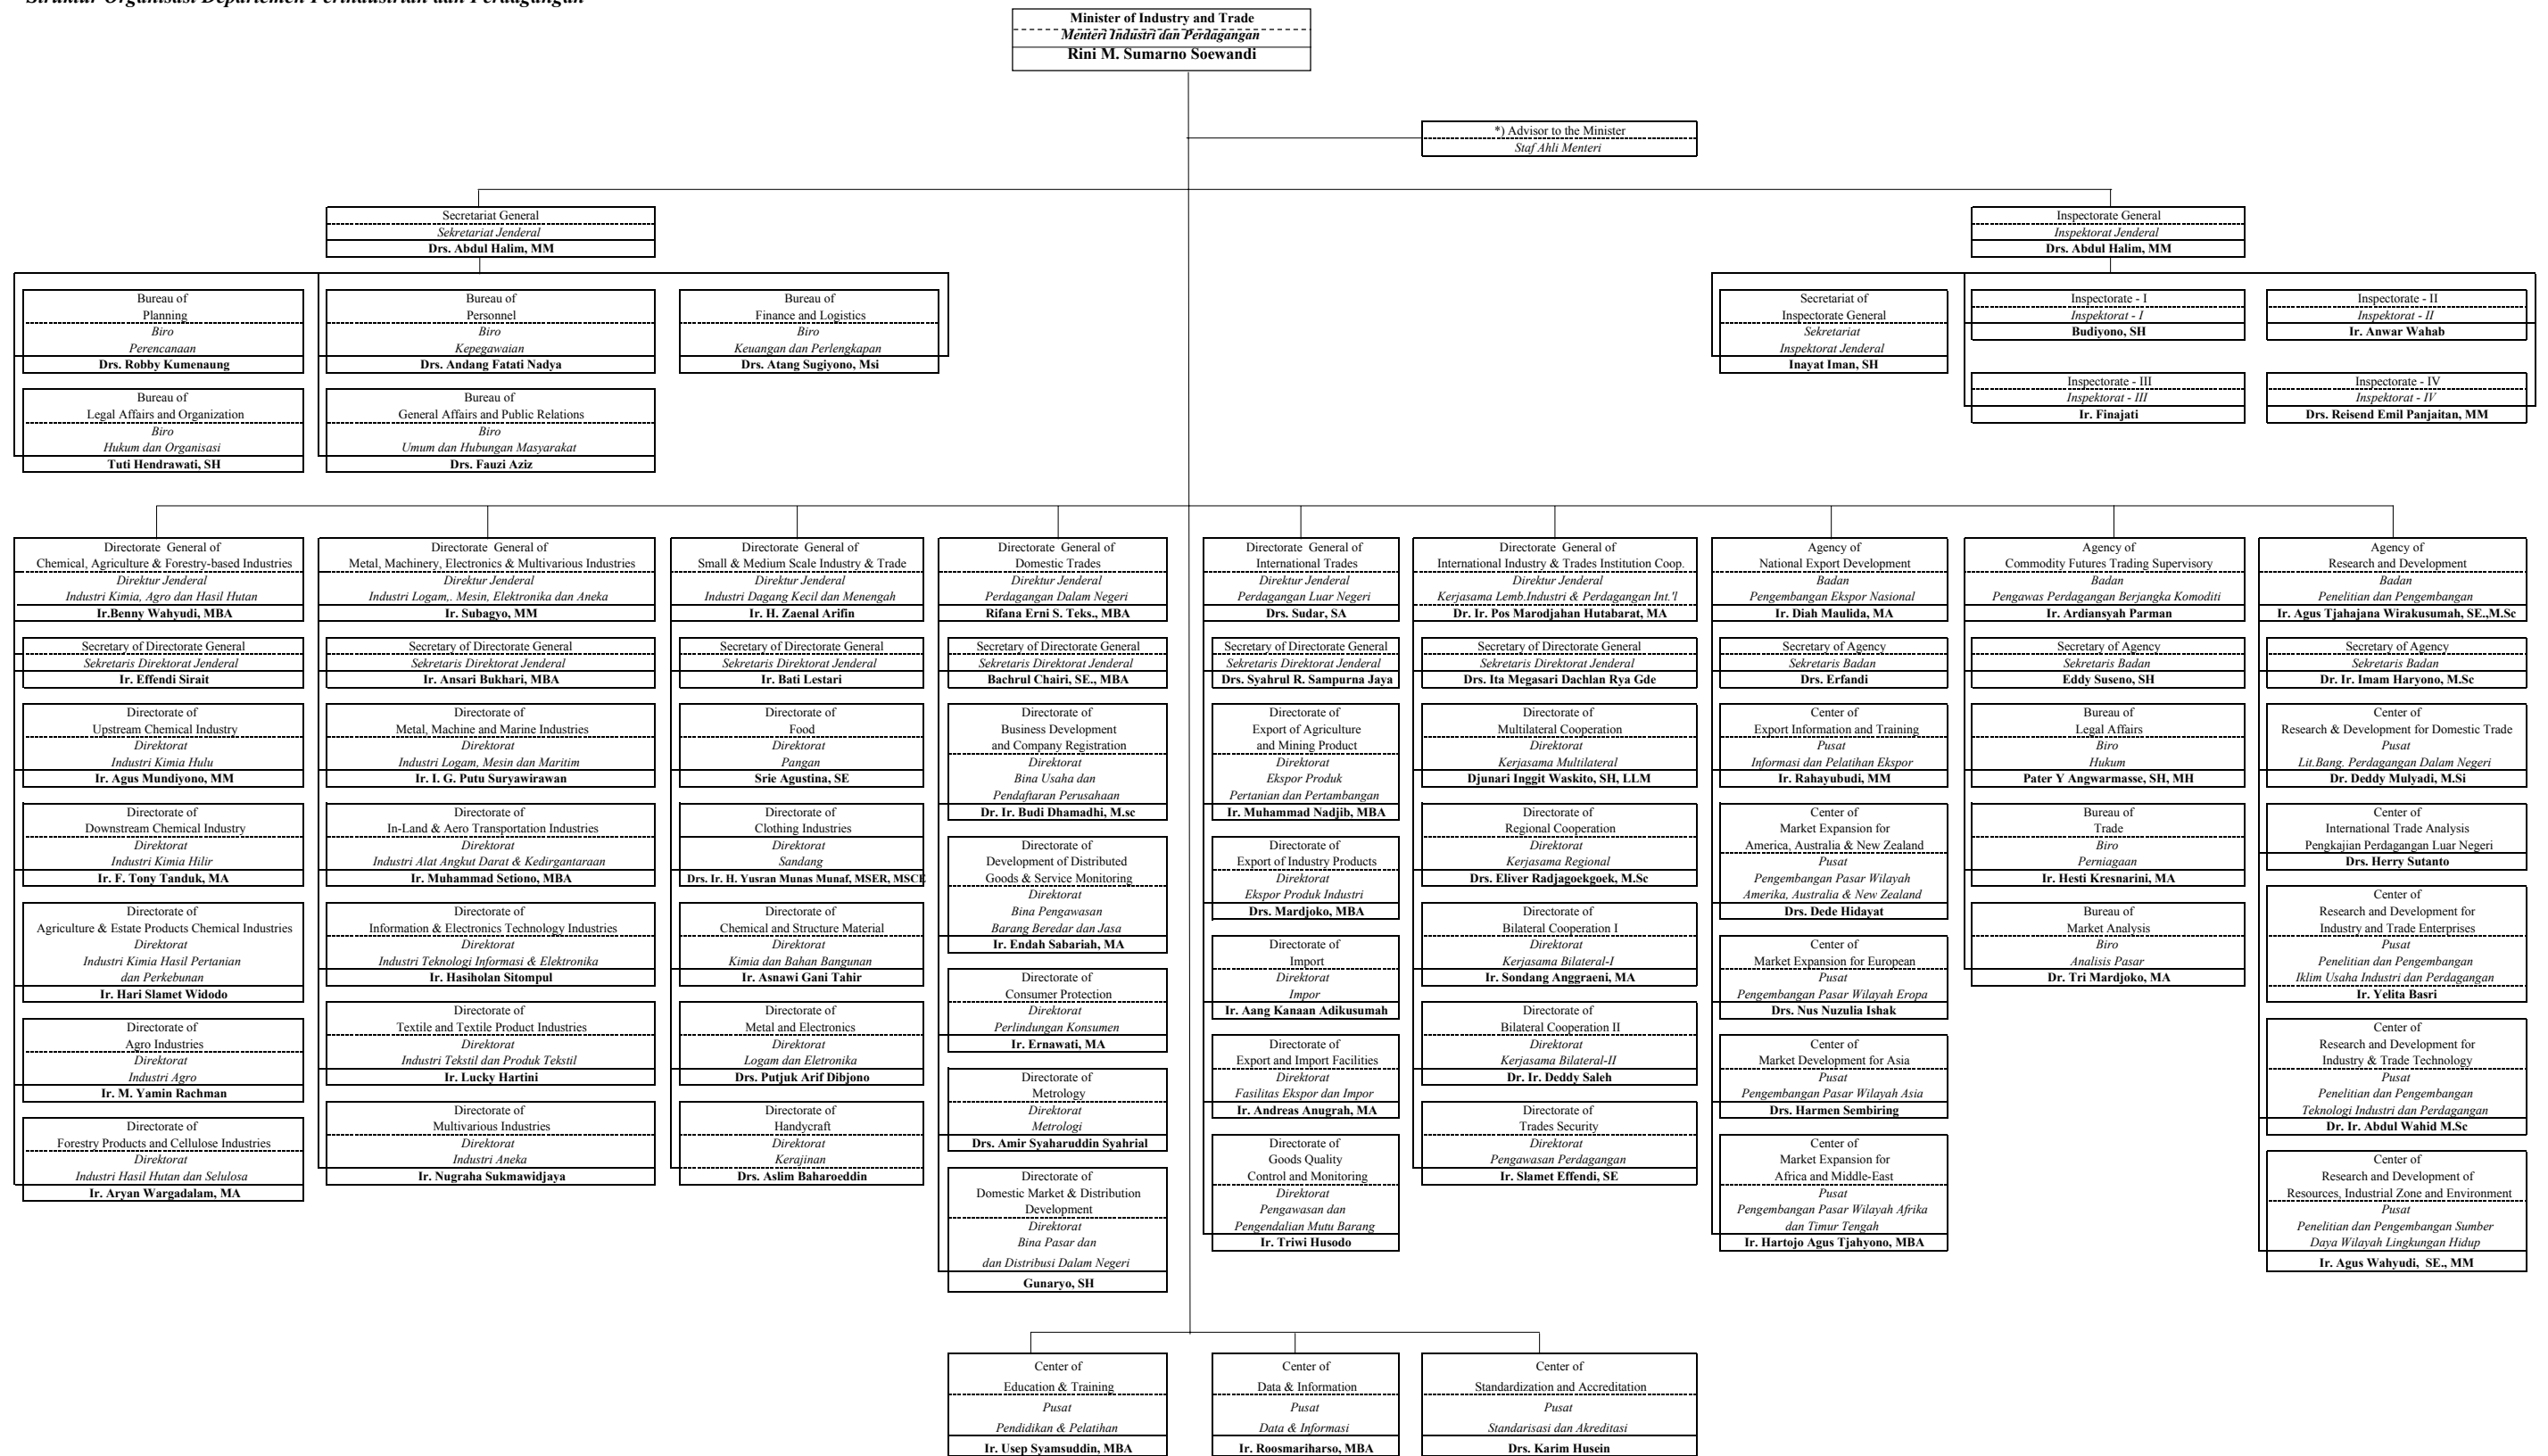 Struktur Organisasi Departemen Perindustrian dan Perdagangan
Minister of Industry and Trade
Menteri Industri dan Perdagangan
Rini M. Sumarno Soewandi
*) Advisor to the Minister
Staf Ahli Menteri
Secretariat General
Sekretariat Jenderal
Drs. Abdul Halim, MM
Inspectorate General
Inspektorat Jenderal
Drs. Abdul Halim, MM
Bureau of
Planning
Biro
Perencanaan
Drs. Robby Kumenaung
Bureau of
Personnel
Biro
Kepegawaian
Drs. Andang Fatati Nadya
Bureau of
Finance and Logistics
Biro
Keuangan dan Perlengkapan
Drs. Atang Sugiyono, Msi
Secretariat of
Inspectorate General
Sekretariat
Inspektorat Jenderal
Inayat Iman, SH
Inspectorate - I
Inspektorat - I
Budiyono, SH
Inspectorate - II
Inspektorat - II
Ir. Anwar Wahab
Bureau of
Legal Affairs and Organization
Biro
Hukum dan Organisasi
Tuti Hendrawati, SH
Bureau of
General Affairs and Public Relations
Biro
Umum dan Hubungan Masyarakat
Drs. Fauzi Aziz
Inspectorate - III
Inspektorat - III
Ir. Finajati
Inspectorate - IV
Inspektorat - IV
Drs. Reisend Emil Panjaitan, MM
Directorate General of
Chemical, Agriculture & Forestry-based Industries
Direktur Jenderal
Industri Kimia, Agro dan Hasil Hutan
Ir.Benny Wahyudi, MBA
Secretary of Directorate General
Sekretaris Direktorat Jenderal
Ir. Effendi Sirait
Directorate of
Upstream Chemical Industry
Direktorat
Industri Kimia Hulu
Ir. Agus Mundiyono, MM
Directorate of
Downstream Chemical Industry
Direktorat
Industri Kimia Hilir
Ir. F. Tony Tanduk, MA
Directorate of
Agriculture & Estate Products Chemical Industries
Direktorat
Industri Kimia Hasil Pertanian
dan Perkebunan
Ir. Hari Slamet Widodo
Directorate of
Agro Industries
Direktorat
Industri Agro
Ir. M. Yamin Rachman
Directorate of
Forestry Products and Cellulose Industries
Direktorat
Industri Hasil Hutan dan Selulosa
Ir. Aryan Wargadalam, MA
Directorate General of
Metal, Machinery, Electronics & Multivarious Industries
Direktur Jenderal
Industri Logam,. Mesin, Elektronika dan Aneka
Ir. Subagyo, MM
Secretary of Directorate General
Sekretaris Direktorat Jenderal
Ir. Ansari Bukhari, MBA
Directorate of
Metal, Machine and Marine Industries
Direktorat
Industri Logam, Mesin dan Maritim
Ir. I. G. Putu Suryawirawan
Directorate of
In-Land & Aero Transportation Industries
Direktorat
Industri Alat Angkut Darat & Kedirgantaraan
Ir. Muhammad Setiono, MBA
Directorate of
Information & Electronics Technology Industries
Direktorat
Industri Teknologi Informasi & Elektronika
Ir. Hasiholan Sitompul
Directorate of
Textile and Textile Product Industries
Direktorat
Industri Tekstil dan Produk Tekstil
Ir. Lucky Hartini
Directorate of
Multivarious Industries
Direktorat
Industri Aneka
Ir. Nugraha Sukmawidjaya
Directorate General of
Small & Medium Scale Industry & Trade
Direktur Jenderal
Industri Dagang Kecil dan Menengah
Ir. H. Zaenal Arifin
Secretary of Directorate General
Sekretaris Direktorat Jenderal
Ir. Bati Lestari
Directorate of
Food
Direktorat
Pangan
Srie Agustina, SE
Directorate of
Clothing Industries
Direktorat
Sandang
Drs. Ir. H. Yusran Munas Munaf, MSER, MSCE
Directorate of
Chemical and Structure Material
Direktorat
Kimia dan Bahan Bangunan
Ir. Asnawi Gani Tahir
Directorate of
Metal and Electronics
Direktorat
Logam dan Eletronika
Drs. Putjuk Arif Dibjono
Directorate of
Handycraft
Direktorat
Kerajinan
Drs. Aslim Baharoeddin
Directorate General of
Domestic Trades
Direktur Jenderal
Perdagangan Dalam Negeri
Rifana Erni S. Teks., MBA
Secretary of Directorate General
Sekretaris Direktorat Jenderal
Bachrul Chairi, SE., MBA
Directorate of
Business Development
and Company Registration
Direktorat
Bina Usaha dan
Pendaftaran Perusahaan
Dr. Ir. Budi Dhamadhi, M.sc
Directorate of
Development of Distributed
Goods & Service Monitoring
Direktorat
Bina Pengawasan
Barang Beredar dan Jasa
Ir. Endah Sabariah, MA
Directorate of
Consumer Protection
Direktorat
Perlindungan Konsumen
Ir. Ernawati, MA
Directorate of
Metrology
Direktorat
Metrologi
Drs. Amir Syaharuddin Syahrial
Directorate of
Domestic Market & Distribution
Development
Direktorat
Bina Pasar dan
dan Distribusi Dalam Negeri
Gunaryo, SH
Directorate General of
International Trades
Direktur Jenderal
Perdagangan Luar Negeri
Drs. Sudar, SA
Secretary of Directorate General
Sekretaris Direktorat Jenderal
Drs. Syahrul R. Sampurna Jaya
Directorate of
Export of Agriculture
and Mining Product
Direktorat
Ekspor Produk
Pertanian dan Pertambangan
Ir. Muhammad Nadjib, MBA
Directorate of
Export of Industry Products
Direktorat
Ekspor Produk Industri
Drs. Mardjoko, MBA
Directorate of
Import
Direktorat
Impor
Ir. Aang Kanaan Adikusumah
Directorate of
Export and Import Facilities
Direktorat
Fasilitas Ekspor dan Impor
Ir. Andreas Anugrah, MA
Directorate of
Goods Quality
Control and Monitoring
Direktorat
Pengawasan dan
Pengendalian Mutu Barang
Ir. Triwi Husodo
Directorate General of
International Industry & Trades Institution Coop.
Direktur Jenderal
Kerjasama Lemb.Industri & Perdagangan Int.'l
Dr. Ir. Pos Marodjahan Hutabarat, MA
Secretary of Directorate General
Sekretaris Direktorat Jenderal
Drs. Ita Megasari Dachlan Rya Gde
Directorate of
Multilateral Cooperation
Direktorat
Kerjasama Multilateral
Djunari Inggit Waskito, SH, LLM
Directorate of
Regional Cooperation
Direktorat
Kerjasama Regional
Drs. Eliver Radjagoekgoek, M.Sc
Directorate of
Bilateral Cooperation I
Direktorat
Kerjasama Bilateral-I
Ir. Sondang Anggraeni, MA
Directorate of
Bilateral Cooperation II
Direktorat
Kerjasama Bilateral-II
Dr. Ir. Deddy Saleh
Directorate of
Trades Security
Direktorat
Pengawasan Perdagangan
Ir. Slamet Effendi, SE
Agency of
National Export Development
Badan
Pengembangan Ekspor Nasional
Ir. Diah Maulida, MA
Secretary of Agency
Sekretaris Badan
Drs. Erfandi
Center of
Export Information and Training
Pusat
Informasi dan Pelatihan Ekspor
Ir. Rahayubudi, MM
Center of
Market Expansion for
America, Australia & New Zealand
Pusat
Pengembangan Pasar Wilayah
Amerika, Australia & New Zealand
Drs. Dede Hidayat
Center of
Market Expansion for European
Pusat
Pengembangan Pasar Wilayah Eropa
Drs. Nus Nuzulia Ishak
Center of
Market Development for Asia
Pusat
Pengembangan Pasar Wilayah Asia
Drs. Harmen Sembiring
Center of
Market Expansion for
Africa and Middle-East
Pusat
Pengembangan Pasar Wilayah Afrika
dan Timur Tengah
Ir. Hartojo Agus Tjahyono, MBA
Agency of
Commodity Futures Trading Supervisory
Badan
Pengawas Perdagangan Berjangka Komoditi
Ir. Ardiansyah Parman
Secretary of Agency
Sekretaris Badan
Eddy Suseno, SH
Bureau of
Legal Affairs
Biro
Hukum
Pater Y Angwarmasse, SH, MH
Bureau of
Trade
Biro
Perniagaan
Ir. Hesti Kresnarini, MA
Bureau of
Market Analysis
Biro
Analisis Pasar
Dr. Tri Mardjoko, MA
Agency of
Research and Development
Badan
Penelitian dan Pengembangan
Ir. Agus Tjahajana Wirakusumah, SE.,M.Sc
Secretary of Agency
Sekretaris Badan
Dr. Ir. Imam Haryono, M.Sc
Center of
Research & Development for Domestic Trade
Pusat
Lit.Bang. Perdagangan Dalam Negeri
Dr. Deddy Mulyadi, M.Si
Center of
International Trade Analysis
Pengkajian Perdagangan Luar Negeri
Drs. Herry Sutanto
Center of
Research and Development for
Industry and Trade Enterprises
Pusat
Penelitian dan Pengembangan
Iklim Usaha Industri dan Perdagangan
Ir. Yelita Basri
Center of
Research and Development for
Industry & Trade Technology
Pusat
Penelitian dan Pengembangan
Teknologi Industri dan Perdagangan
Dr. Ir. Abdul Wahid M.Sc
Center of
Research and Development of
Resources, Industrial Zone and Environment
Pusat
Penelitian dan Pengembangan Sumber
Daya Wilayah Lingkungan Hidup
Ir. Agus Wahyudi, SE., MM
Center of
Education & Training
Pusat
Pendidikan & Pelatihan
Ir. Usep Syamsuddin, MBA
Center of
Data & Information
Pusat
Data & Informasi
Ir. Roosmariharso, MBA
Center of
Standardization and Accreditation
Pusat
Standarisasi dan Akreditasi
Drs. Karim Husein